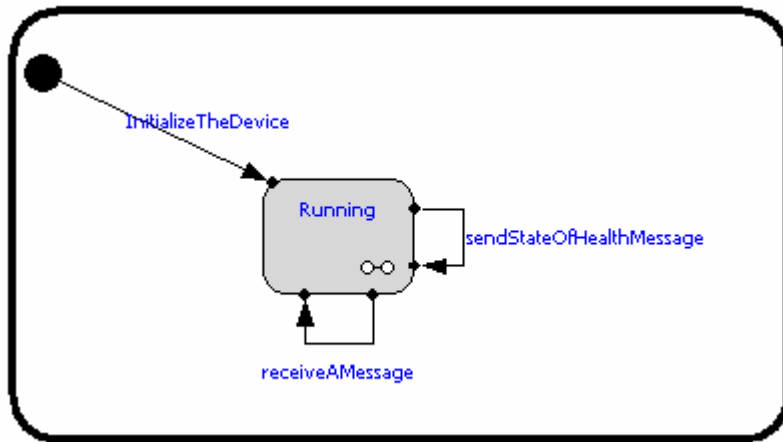 InitializeTheDevice
Running
sendStateOfHealthMessage
receiveAMessage